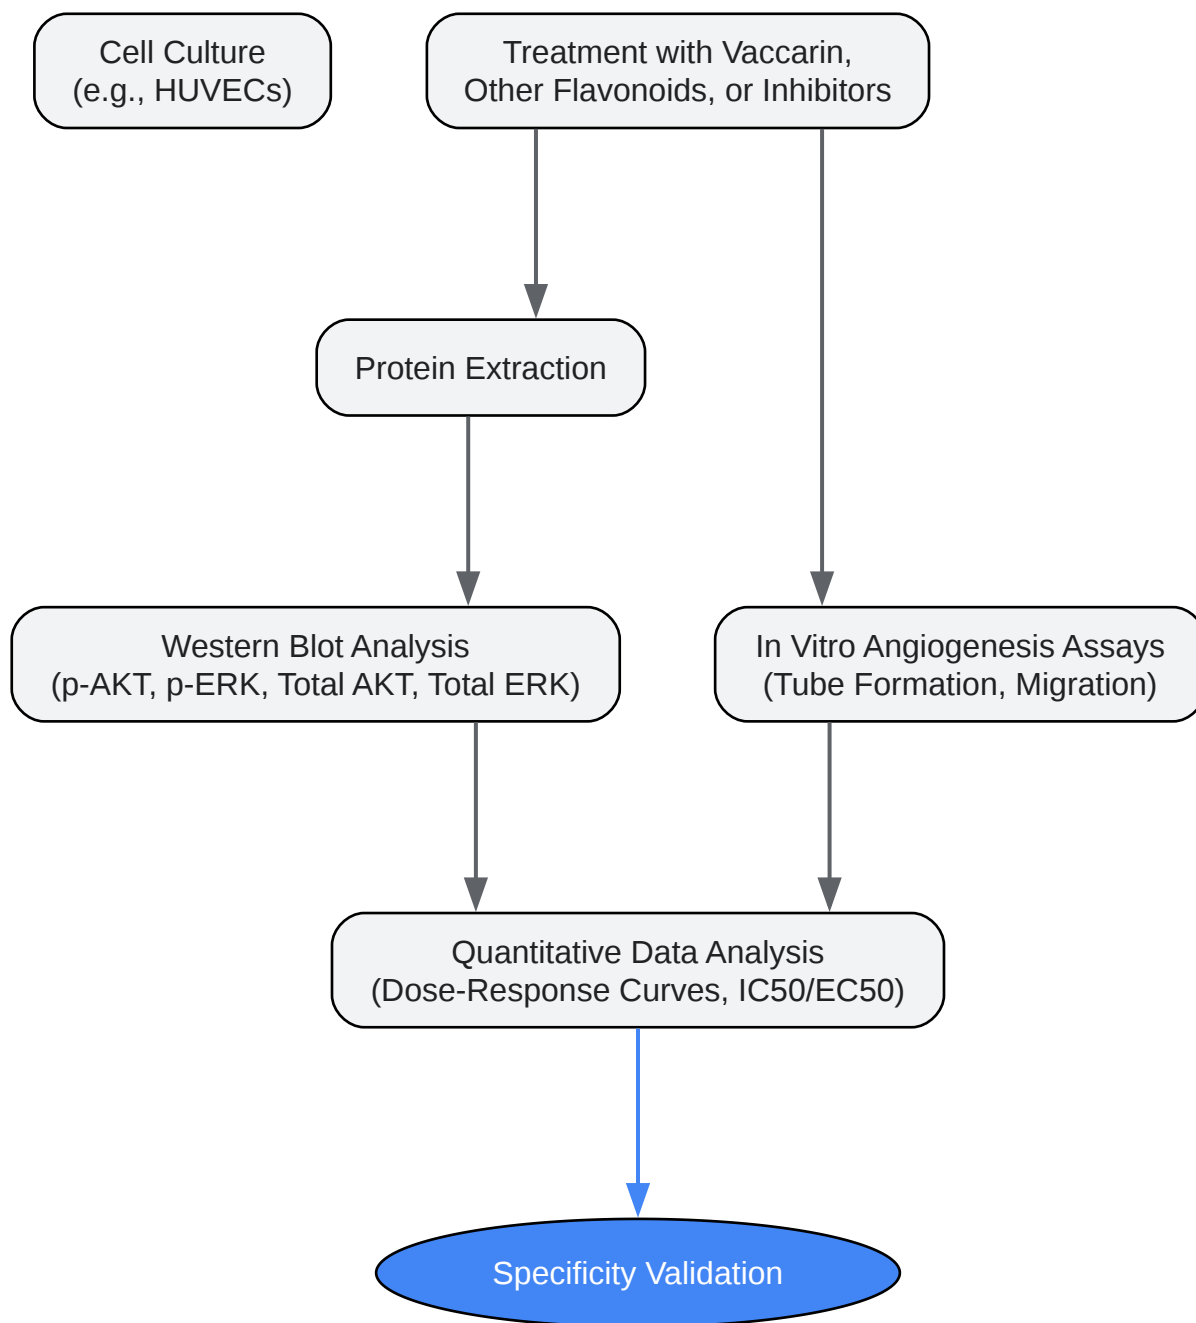 Cell Culture
(e.g., HUVECs)
Treatment with Vaccarin,
Other Flavonoids, or Inhibitors
Protein Extraction
Western Blot Analysis
(p-AKT, p-ERK, Total AKT, Total ERK)
In Vitro Angiogenesis Assays
(Tube Formation, Migration)
Quantitative Data Analysis
(Dose-Response Curves, IC50/EC50)
Specificity Validation